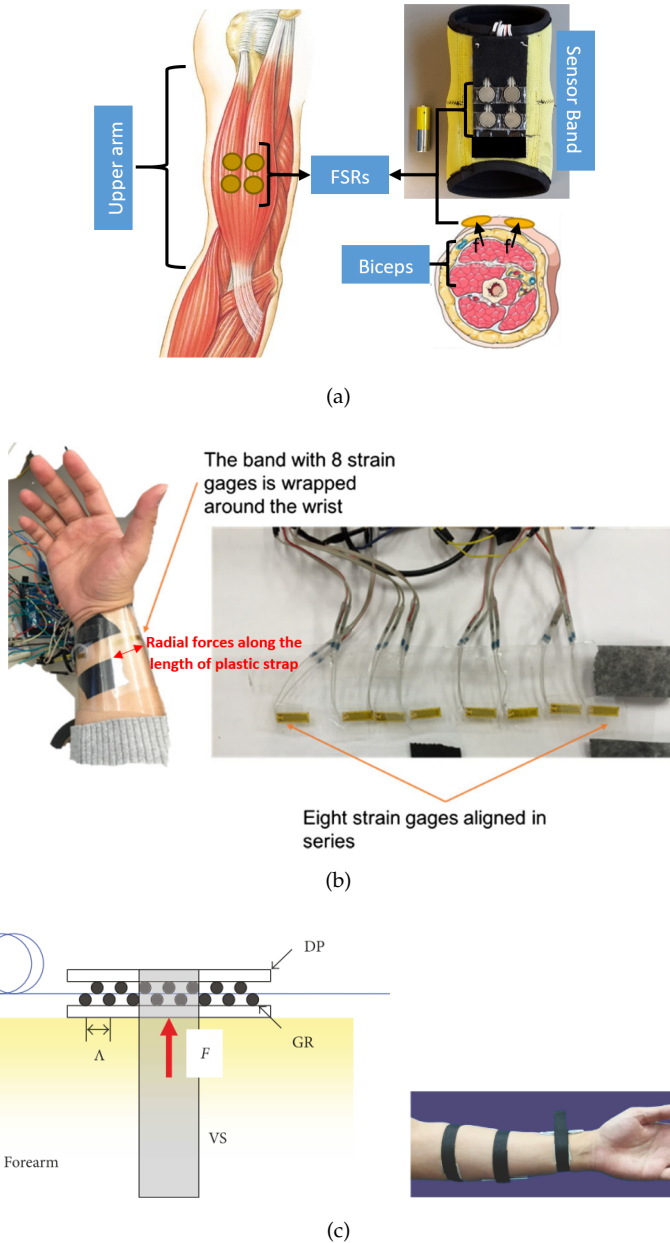 Upper arm
FSRs
Sensor Band
Biceps
f
f
(a)
The band with 8 strain
gages is wrapped
around the wrist
Radial forces along the
length of plastic strap
Eight strain gages aligned in
series
(b)
DP
GR
Λ
F
VS
Forearm
(c)